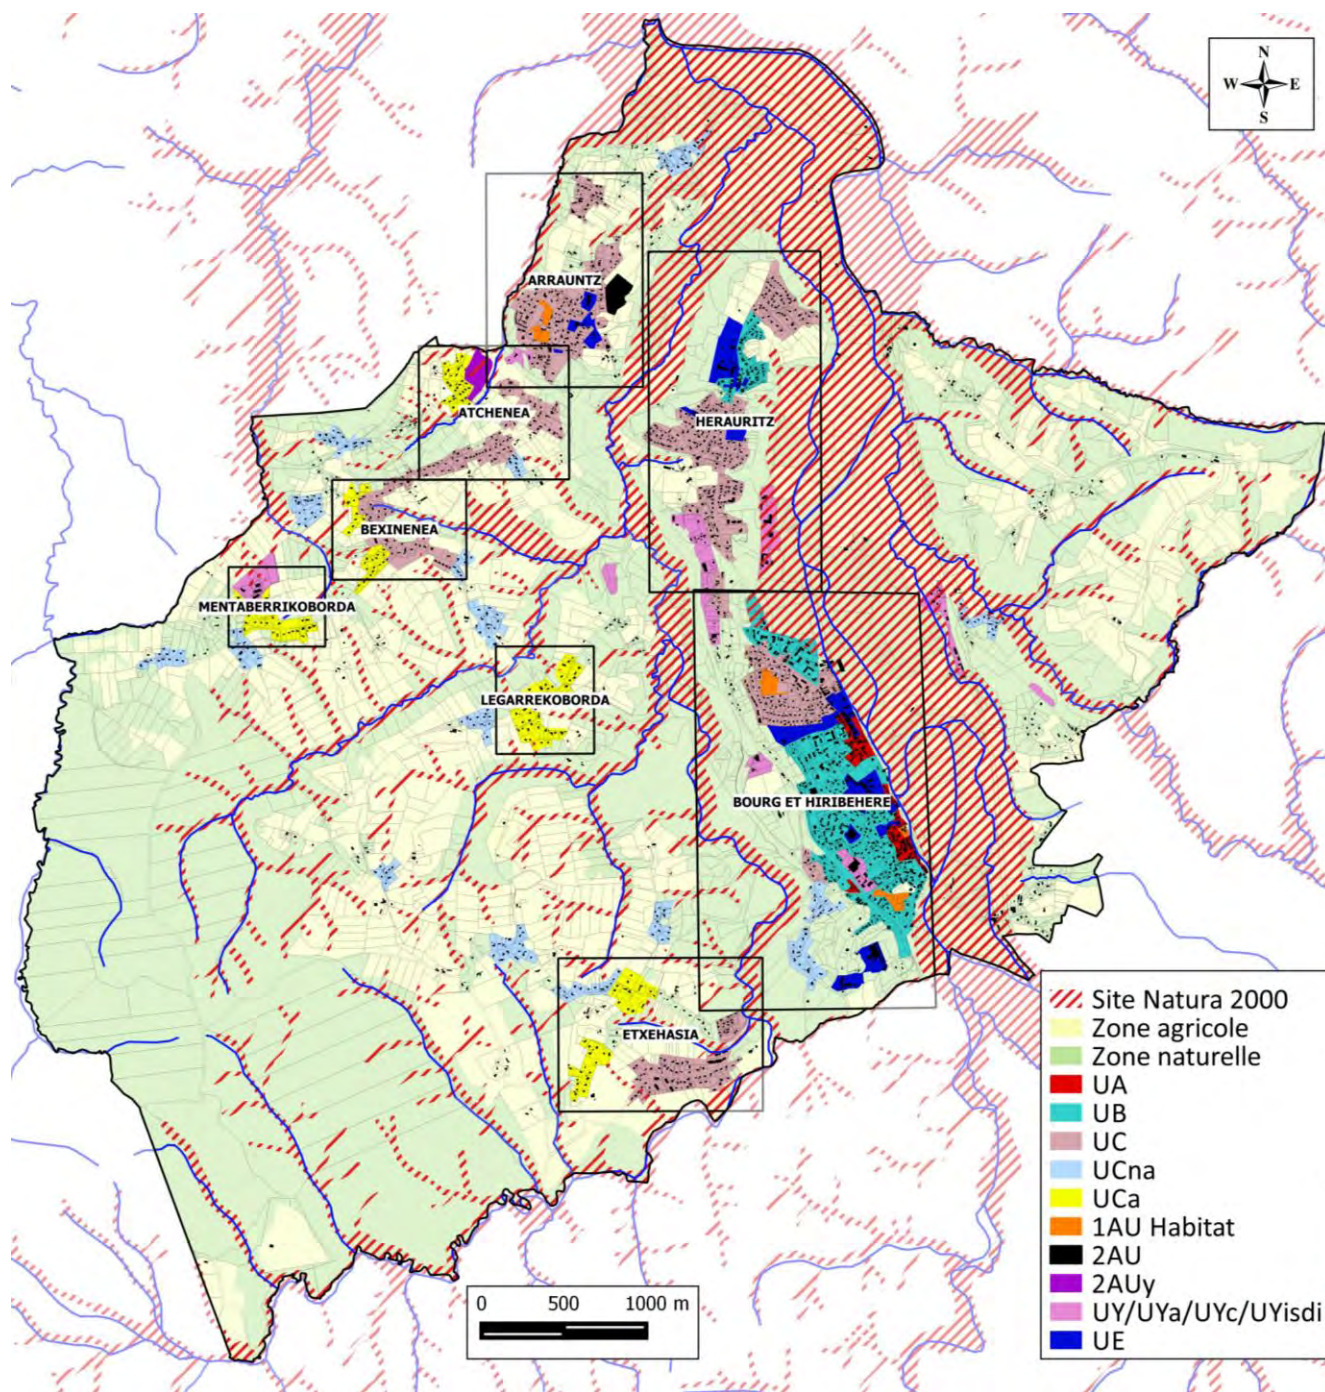 N
W E
S
ARRAUNTZ
ATCHENEA
HERAURITZ
BEXINENEA
MENTABERRIKOBORDA
LEGARREKOBORDA
BOURG ET HIRIBEHERE
ETXEHASIA
Site Natura 2000
Zone agricole
Zone naturelle
UA
UB
UC
UCna
UCa
1AU Habitat
2AU
2AUy
UY/UYa/UYc/UYisdi
UE
0 500 1000 m